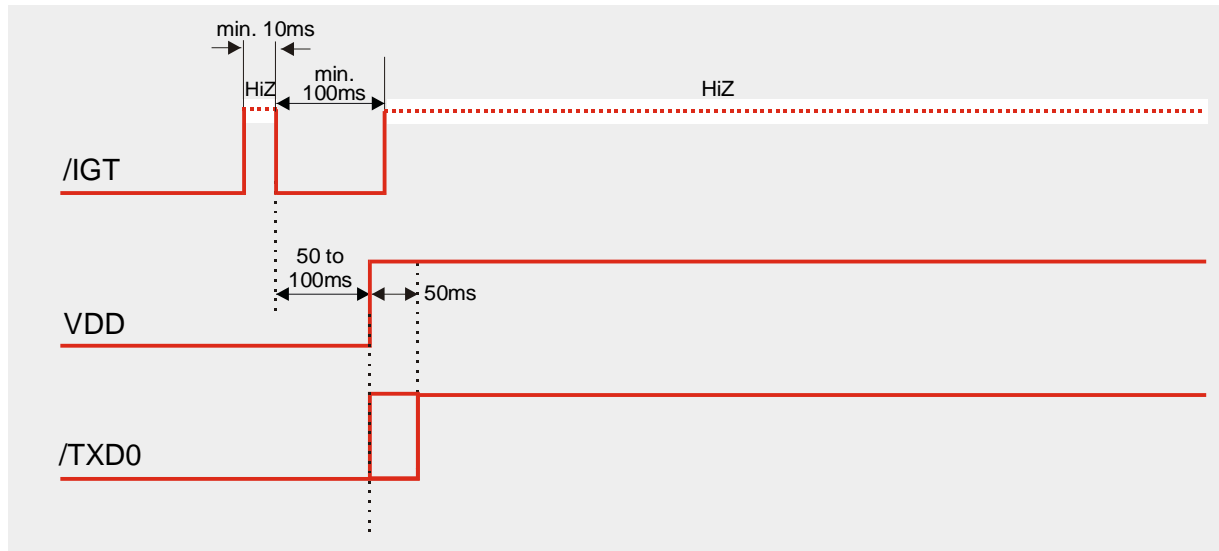 min. 10ms
HiZ
min.
100ms
HiZ
/IGT
50 to
100ms
50ms
VDD
/TXD0